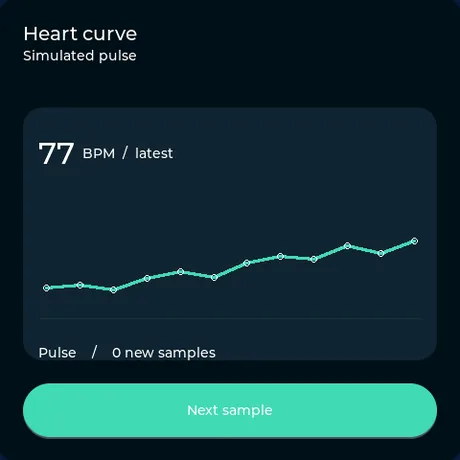 Heart curve
Simulated pulse
77 BPM / latest
Pulse / 0 new samples
Next sample